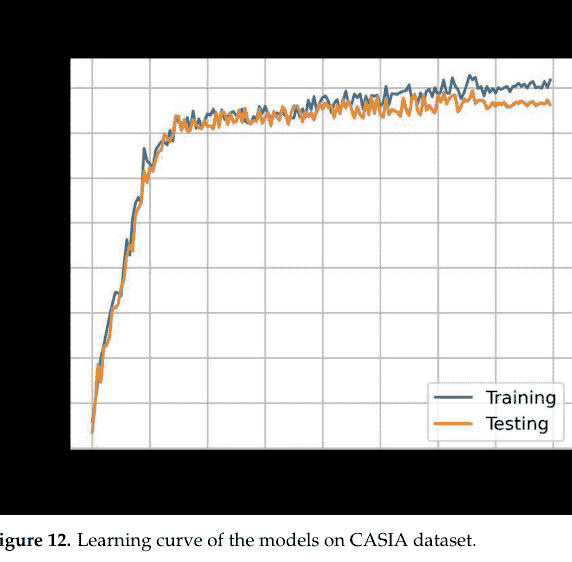 Training
Testing
igure 12. Learning curve of the models on CASIA dataset.